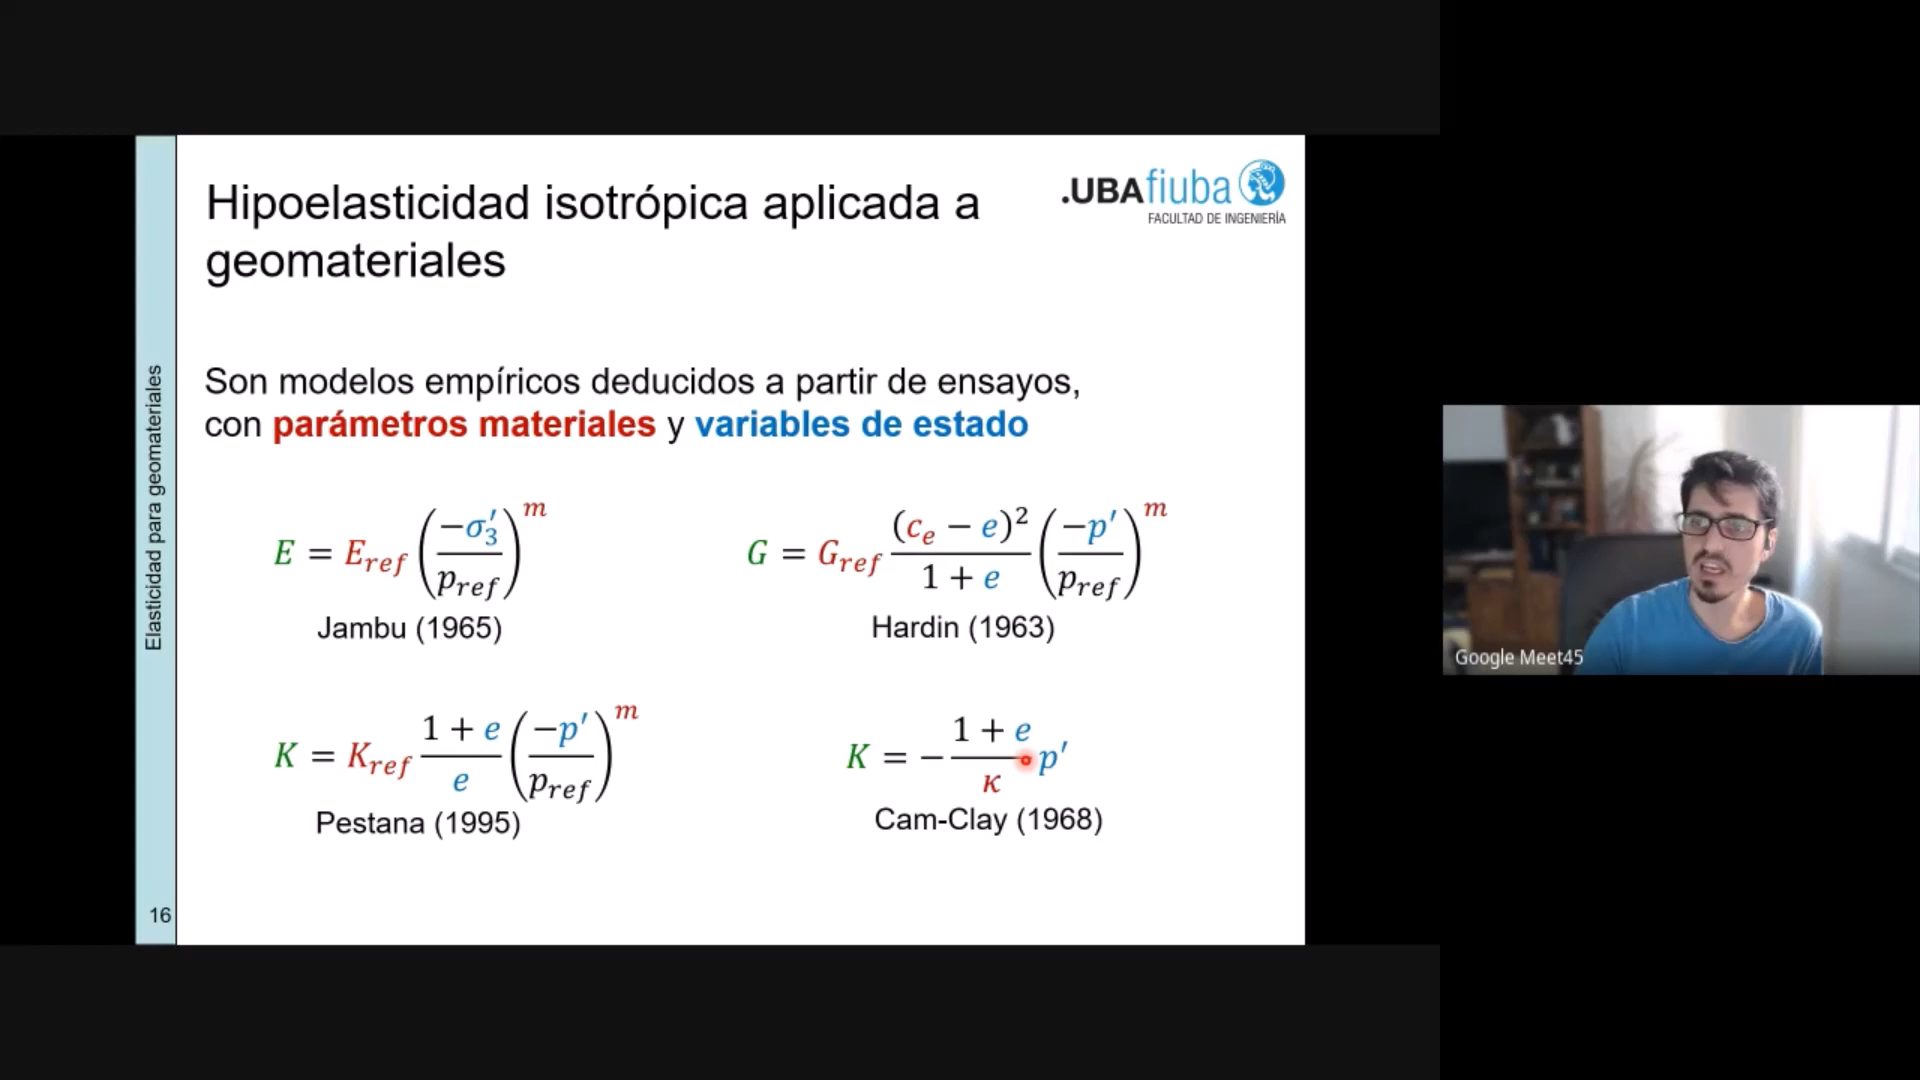 Hipoelasticidad isotrópica aplicada a
geomateriales
.UBAfiuba
FACULTAD DE INGENIERÍA
Son modelos empíricos deducidos a partir de ensayos,
con parámetros materiales y variables de estado
E = E_ref (−σ′_3 / p_ref)^m
Jambu (1965)
G = G_ref (c_e − e)² / (1 + e) (−p′ / p_ref)^m
Hardin (1963)
K = K_ref (1 + e) / e (−p′ / p_ref)^m
Pestana (1995)
K = − (1 + e) / κ p′
Cam-Clay (1968)
Elasticidad para geomateriales
16
Google Meet45